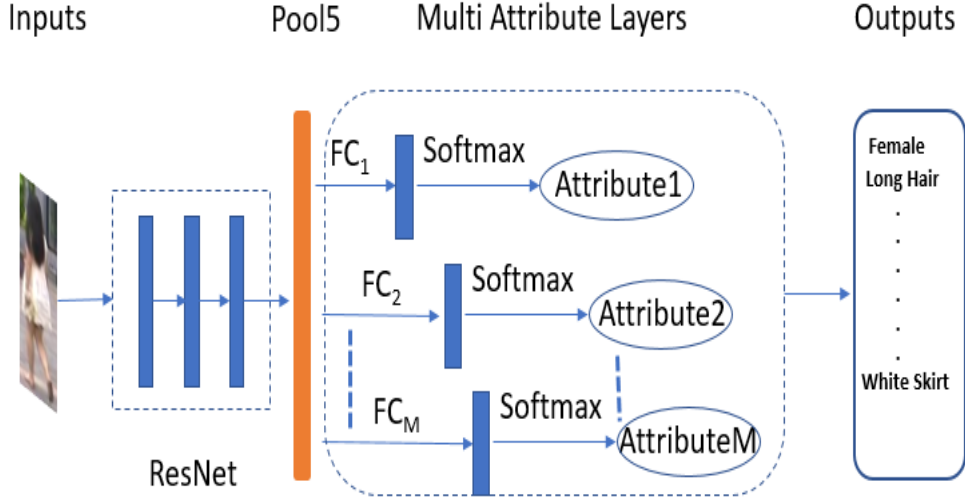 Inputs
Pool5
Multi Attribute Layers
Outputs
FC1
Softmax
Attribute1
FC2
Softmax
Attribute2
FCM
Softmax
AttributeM
ResNet
Female
Long Hair
White Skirt